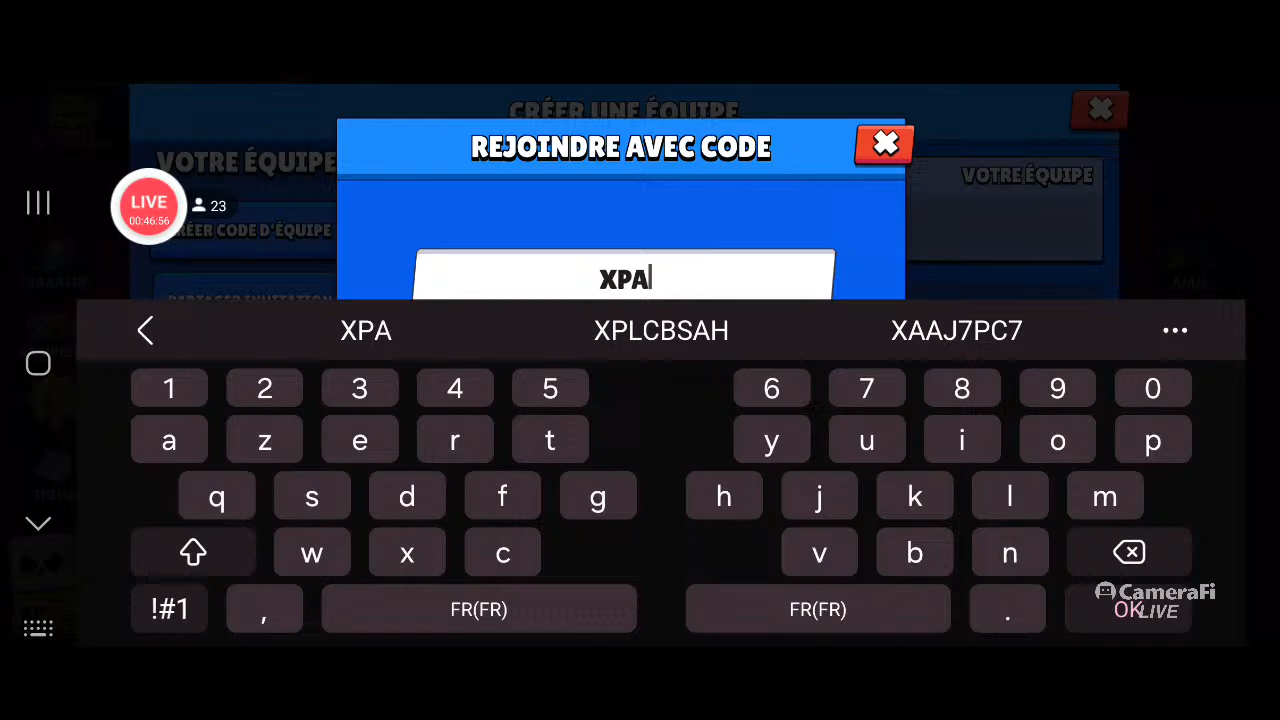 CRÉER UNE ÉQUIPE
REJOINDRE AVEC CODE
VOTRE ÉQUIPE
VOTRE ÉQUIPE
LIVE
00:46:56
23
CRÉER CODE D'ÉQUIPE
PARTAGER INVITATION
XPA
XPA XPLCBSAH XAAJ7PC7 ...
1 2 3 4 5 6 7 8 9 0
a z e r t y u i o p
q s d f g h j k l m
w x c v b n
!#1 , FR(FR) FR(FR) . OK
CameraFi
LIVE